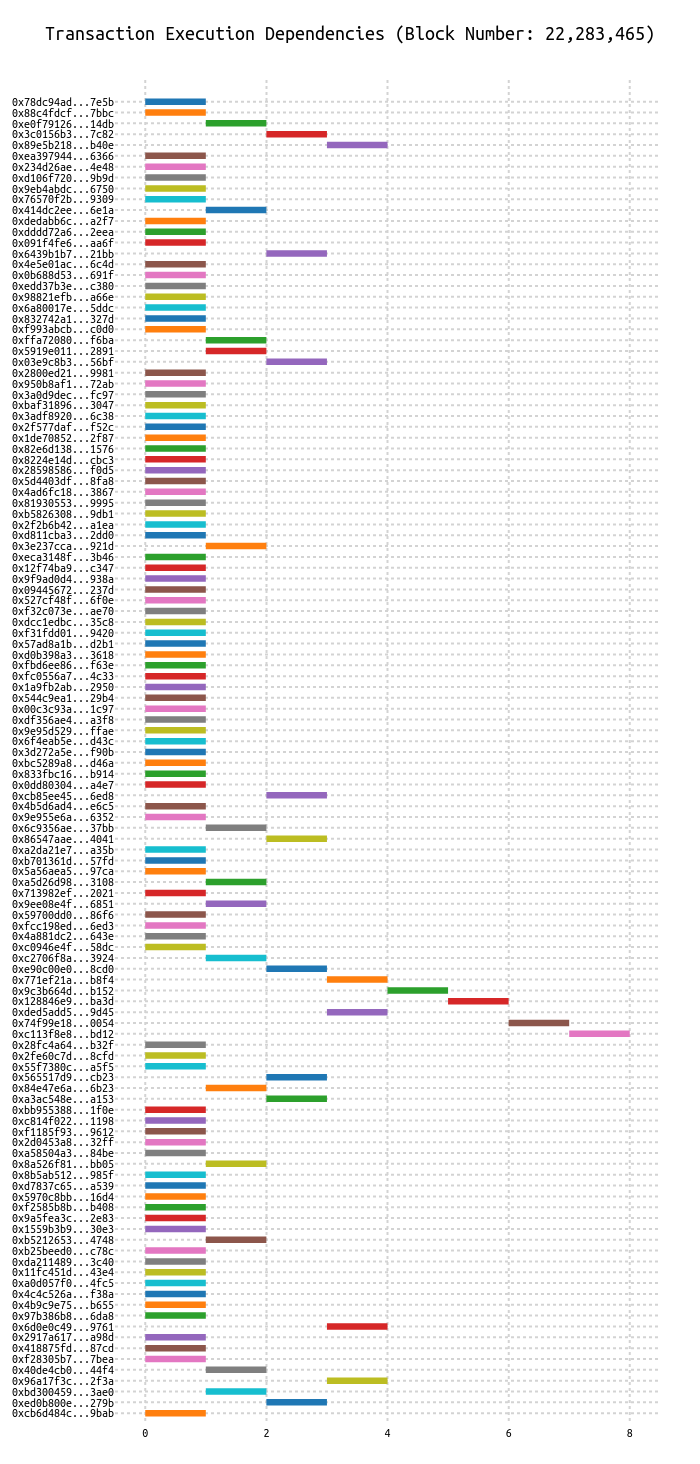 Transaction Execution Dependencies (Block Number: 22,283,465)
0x78dc94ad...7e5b
0x88c4fdcf...7bbc
0xe0f79126...14db
0x3c0156b3...7c82
0x89e5b218...b40e
0xea397944...6366
0x234d26ae...4e48
0xd106f720...9b9d
0x9eb4abdc...6750
0x76570f2b...9309
0x414dc2ee...6e1a
0xdedabb6c...a2f7
0xdddd72a6...2eea
0x091f4fe6...aa6f
0x6439b1b7...21bb
0x4e5e01ac...6c4d
0x0b688d53...691f
0xedd37b3e...c380
0x98821efb...a66e
0x6a80017e...5ddc
0x832742a1...327d
0xf993abcb...c0d0
0xffa72080...f6ba
0x5919e011...2891
0x03e9c8b3...56bf
0x2800ed21...9981
0x950b8af1...72ab
0x3a0d9dec...fc97
0xbaf31896...3047
0x3adf8920...6c38
0x2f577daf...f52c
0x1de70852...2f87
0x82e6d138...1576
0x8224e14d...cbc3
0x28598586...f0d5
0x5d4403df...8fa8
0x4ad6fc18...3867
0x81930553...9995
0xb5826308...9db1
0x2f2b6b42...a1ea
0xd811cba3...2dd0
0x3e237cca...921d
0xeca3148f...3b46
0x12f74ba9...c347
0x9f9ad0d4...938a
0x09445672...237d
0x527cf48f...6f0e
0xf32c073e...ae70
0xdcc1edbc...35c8
0xf31fdd01...9420
0x57ad8a1b...d2b1
0xd0b398a3...3618
0xfbd6ee86...f63e
0xfc0556a7...4c33
0x1a9fb2ab...2950
0x544c9ea1...29b4
0x00c3c93a...1c97
0xdf356ae4...a3f8
0x9e95d529...ffae
0x6f4eab5e...d43c
0x3d272a5e...f90b
0xbc5289a8...d46a
0x833fbc16...b914
0x0dd80304...a4e7
0xcb85ee45...6ed8
0x4b5d6ad4...e6c5
0x9e955e6a...6352
0x6c9356ae...37bb
0x86547aae...4041
0xa2da21e7...a35b
0xb701361d...57fd
0x5a56aea5...97ca
0xa5d26d98...3108
0x713982ef...2021
0x9ee08e4f...6851
0x59700dd0...86f6
0xfcc198ed...6ed3
0x4a881dc2...643e
0xc0946e4f...58dc
0xc2706f8a...3924
0xe90c00e0...8cd0
0x771ef21a...b8f4
0x9c3b664d...b152
0x128846e9...ba3d
0xded5add5...9d45
0x74f99e18...0054
0xc113f8e8...bd12
0x28fc4a64...b32f
0x2fe60c7d...8cfd
0x55f7380c...a5f5
0x565517d9...cb23
0x84e47e6a...6b23
0xa3ac548e...a153
0xbb955388...1f0e
0xc814f022...1198
0xf1185f93...9612
0x2d0453a8...32ff
0xa58504a3...84be
0x8a526f81...bb05
0x8b5ab512...985f
0xd7837c65...a539
0x5970c8bb...16d4
0xf2585b8b...b408
0x9a5fea3c...2e83
0x1559b3b9...30e3
0xb5212653...4748
0xb25beed0...c78c
0xda211489...3c40
0x11fc451d...43e4
0xa0d057f0...4fc5
0x4c4c526a...f38a
0x4b9c9e75...b655
0x97b386b8...6da8
0x6d0e0c49...9761
0x2917a617...a98d
0x418875fd...87cd
0xf28305b7...7bea
0x40de4cb0...44f4
0x96a17f3c...2f3a
0xbd300459...3ae0
0xed0b800e...279b
0xcb6d484c...9bab
0 2 4 6 8